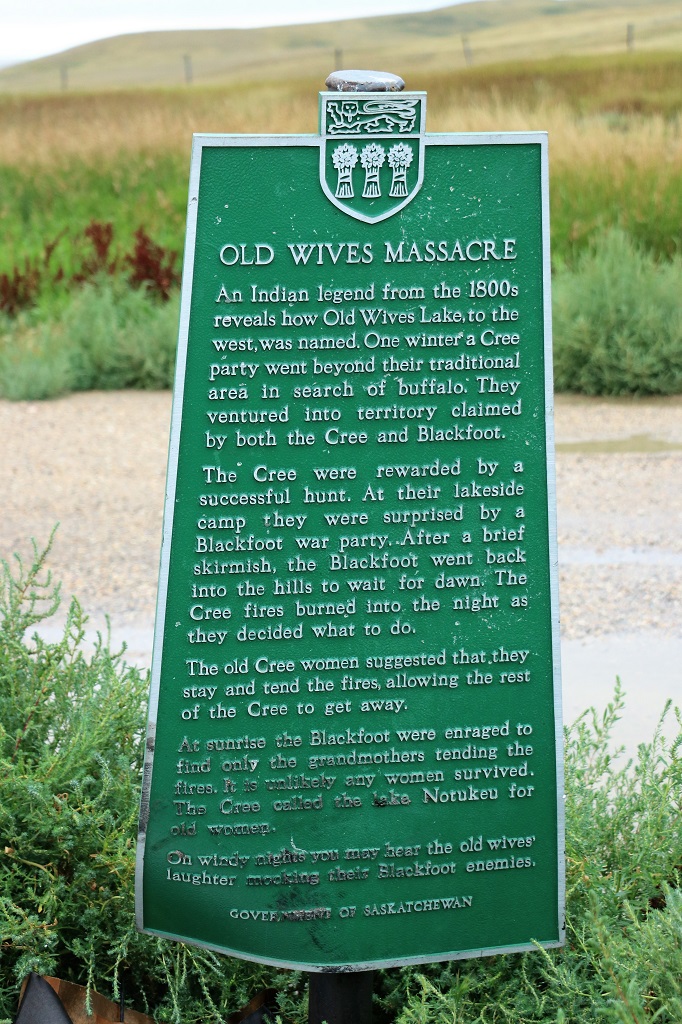 OLD WIVES MASSACRE
An Indian legend from the 1800s
reveals how Old Wives Lake, to the
west, was named. One winter a Cree
party went beyond their traditional
area in search of buffalo. They
ventured into territory claimed
by both the Cree and Blackfoot.
The Cree were rewarded by a
successful hunt. At their lakeside
camp they were surprised by a
Blackfoot war party. After a brief
skirmish, the Blackfoot went back
into the hills to wait for dawn. The
Cree fires burned into the night as
they decided what to do.
The old Cree women suggested that they
stay and tend the fires, allowing the rest
of the Cree to get away.
At sunrise the Blackfoot were enraged to
find only the grandmothers tending the
fires. It is unlikely any women survived.
The Cree called the lake Notukeu for
old women.
On windy nights you may hear the old wives'
laughter mocking their Blackfoot enemies.
GOVERNMENT OF SASKATCHEWAN